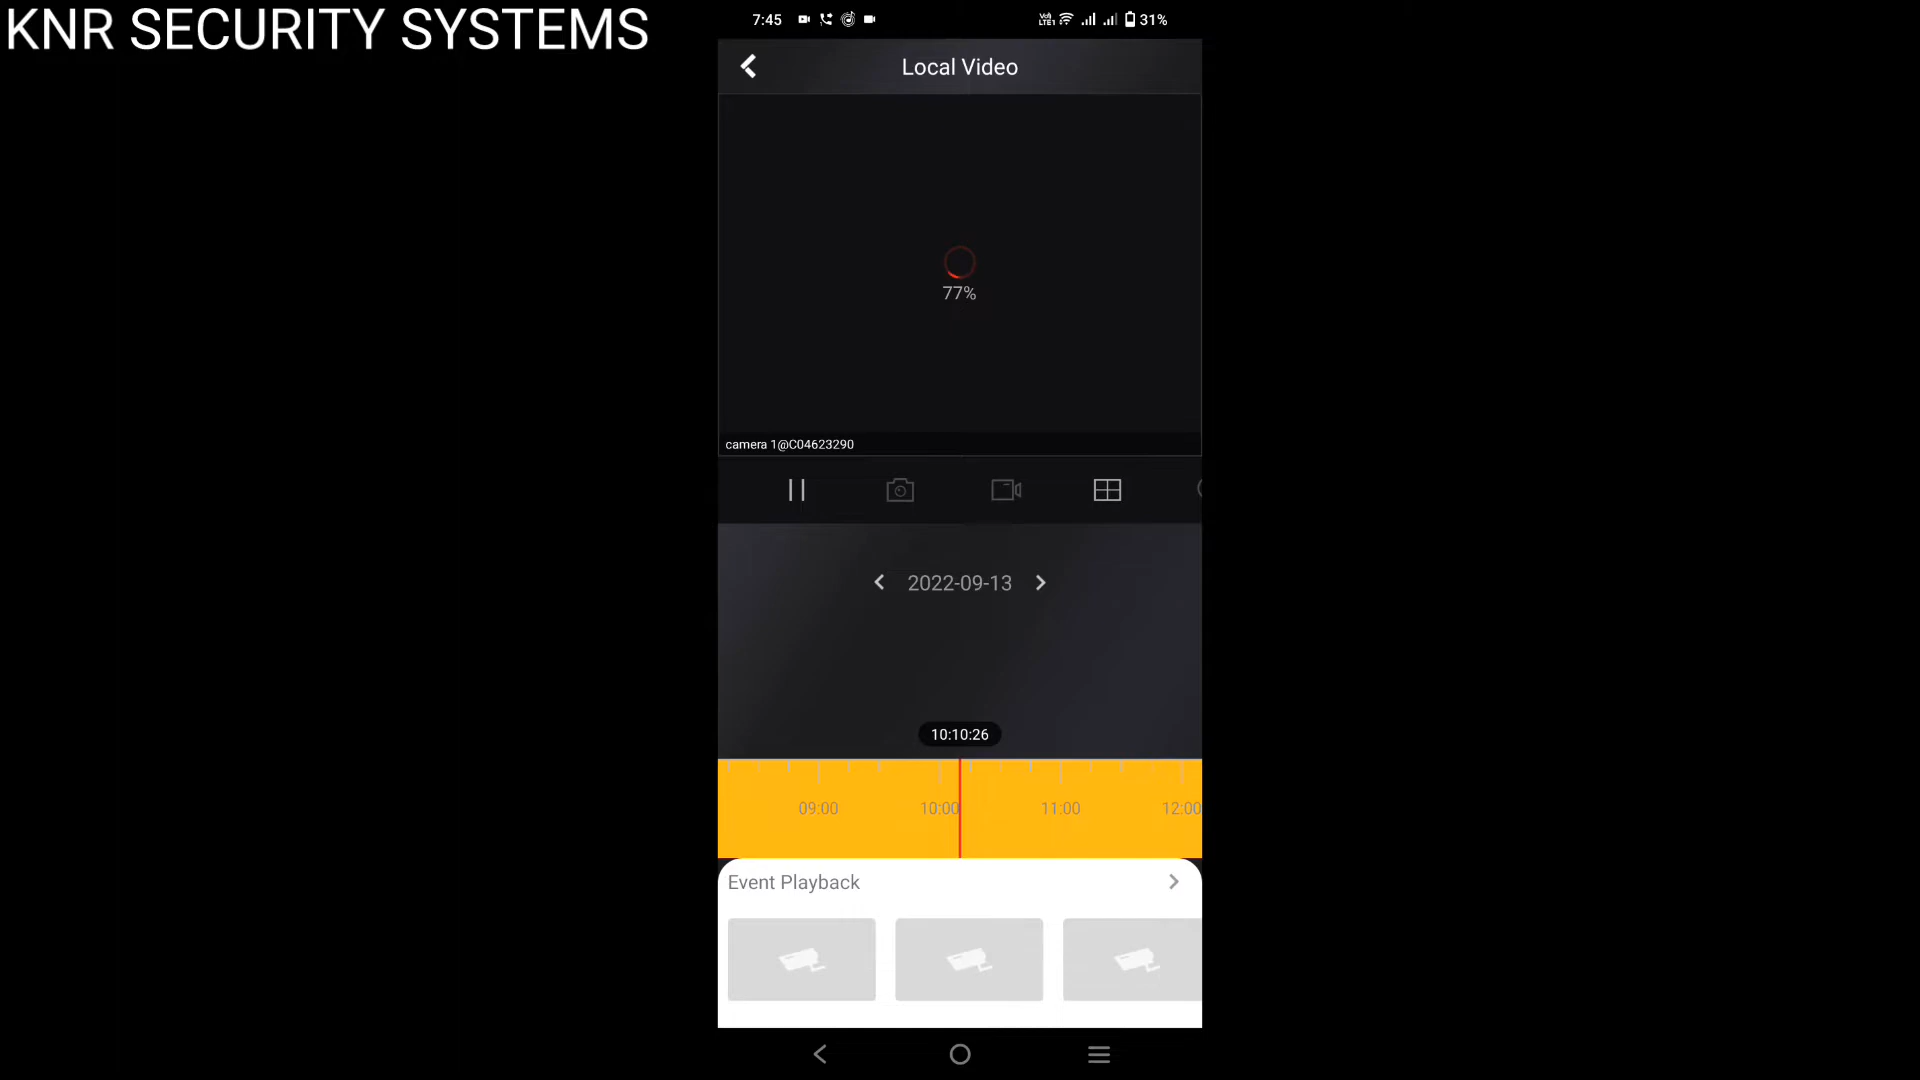 KNR SECURITY SYSTEMS
7:45
31%
Local Video
77%
camera 1@C04623290
2022-09-13
10:10:26
09:00 10:00 11:00 12:00
Event Playback